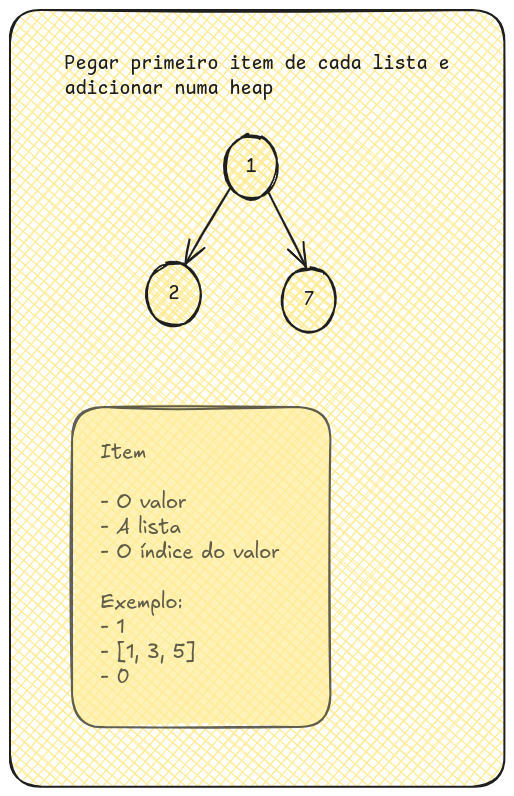 Pegar primeiro item de cada lista e
adicionar numa heap
1
2
7
Item
- O valor
- A lista
- O índice do valor
Exemplo:
- 1
- [1, 3, 5]
- 0